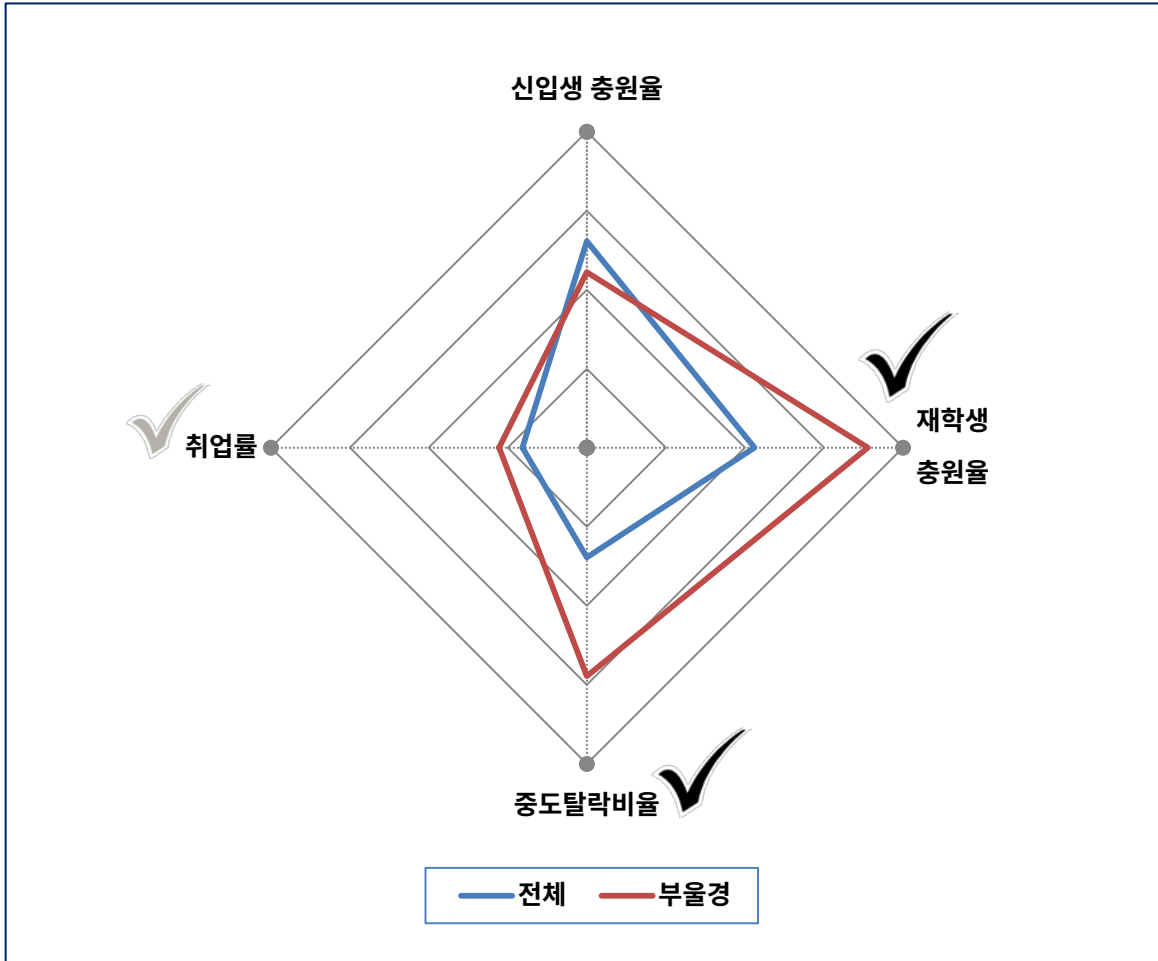 신입생 충원율
재학생
충원율
취업률
중도탈락비율
전체 부울경